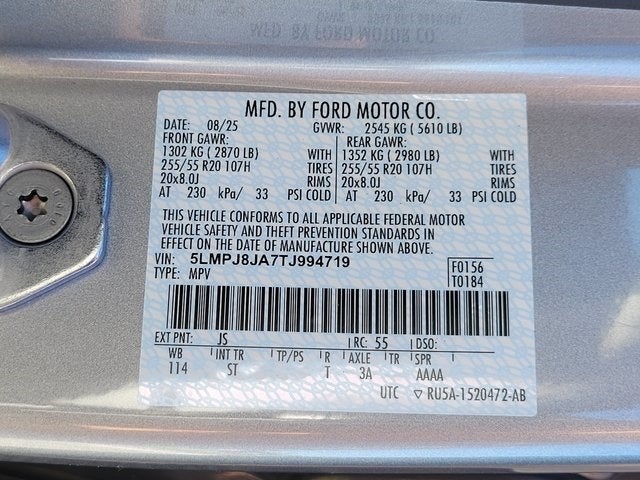 MFD. BY FORD MOTOR CO.
MFD. BY FORD MOTOR CO.
DATE: 08/25 GVWR: 2545 KG ( 5610 LB)
FRONT GAWR: REAR GAWR:
1302 KG ( 2870 LB) WITH 1352 KG ( 2980 LB) WITH
255/55 R20 107H TIRES 255/55 R20 107H TIRES
20x8.0J RIMS 20x8.0J RIMS
AT 230 kPa/ 33 PSI COLD AT 230 kPa/ 33 PSI COLD
THIS VEHICLE CONFORMS TO ALL APPLICABLE FEDERAL MOTOR
VEHICLE SAFETY AND THEFT PREVENTION STANDARDS IN
EFFECT ON THE DATE OF MANUFACTURE SHOWN ABOVE.
VIN: 5LMPJ8JA7TJ994719 F0156
TYPE: MPV T0184
EXT PNT: JS RC: 55 DSO:
WB INT TR TP/PS R AXLE TR SPR
114 ST T 3A AAAA
UTC ▽ RU5A-1520472-AB